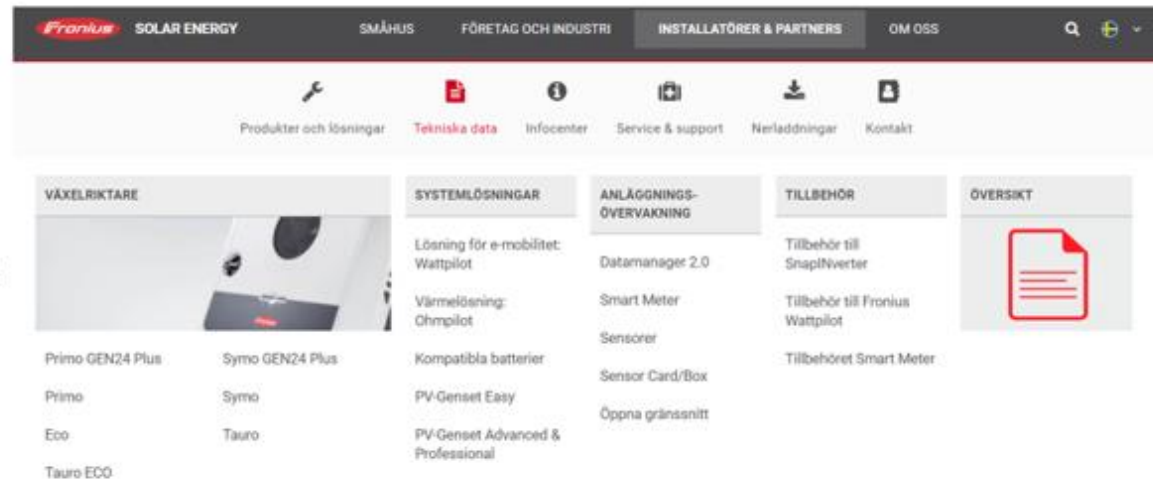 Fronius SOLAR ENERGY SMÅHUS FÖRETAG OCH INDUSTRI INSTALLATÖRER & PARTNERS OM OSS
Produkter och lösningar Tekniska data Infocenter Service & support Nerladdningar Kontakt
VÄXELRIKTARE
Fronius
Primo GEN24 Plus
Primo
Eco
Tauro ECO
Symo GEN24 Plus
Symo
Tauro
SYSTEMLÖSNINGAR
Lösning för e-mobilitet:
Wattpilot
Värmelösning:
Ohmpilot
Kompatibla batterier
PV-Genset Easy
PV-Genset Advanced &
Professional
ANLÄGGNINGS-
ÖVERVAKNING
Datamanager 2.0
Smart Meter
Sensorer
Sensor Card/Box
Öppna gränssnitt
TILLBEHÖR
Tillbehör till
SnapINverter
Tillbehör till Fronius
Wattpilot
Tillbehöret Smart Meter
ÖVERSIKT